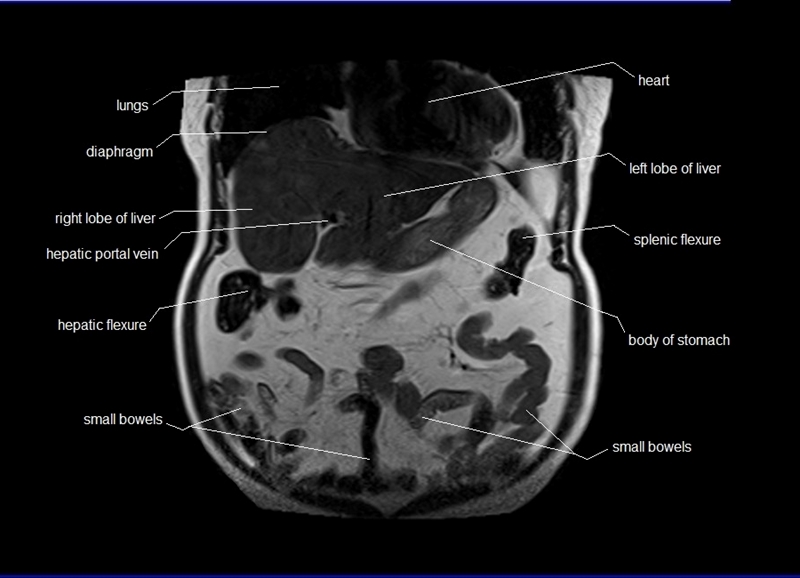 heart
lungs
diaphragm
left lobe of liver
right lobe of liver
splenic flexure
hepatic portal vein
hepatic flexure
body of stomach
small bowels
small bowels